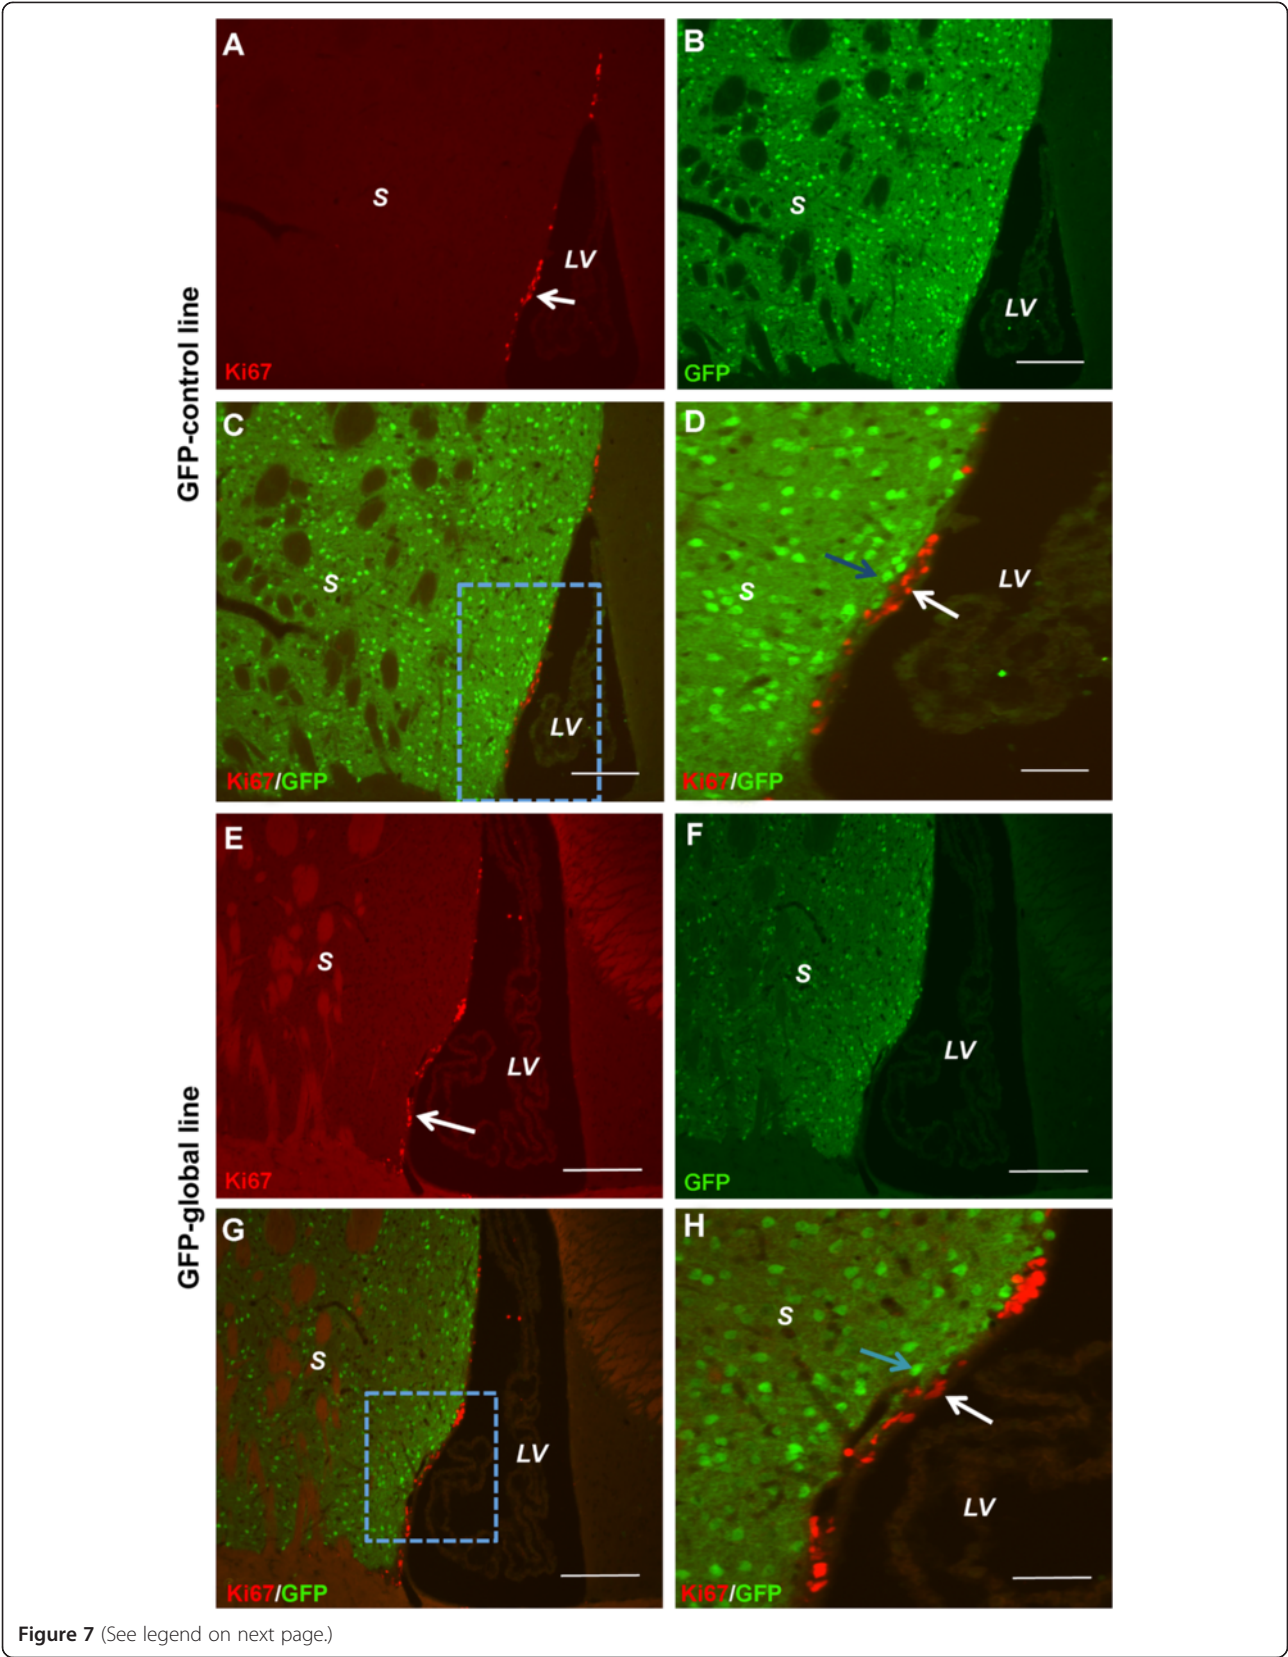 GFP-control line
A
S
LV
Ki67
B
S
LV
GFP
C
S
LV
Ki67/GFP
D
S
LV
Ki67/GFP
GFP-global line
E
S
LV
Ki67
F
S
LV
GFP
G
S
LV
Ki67/GFP
H
S
LV
Ki67/GFP
Figure 7 (See legend on next page.)